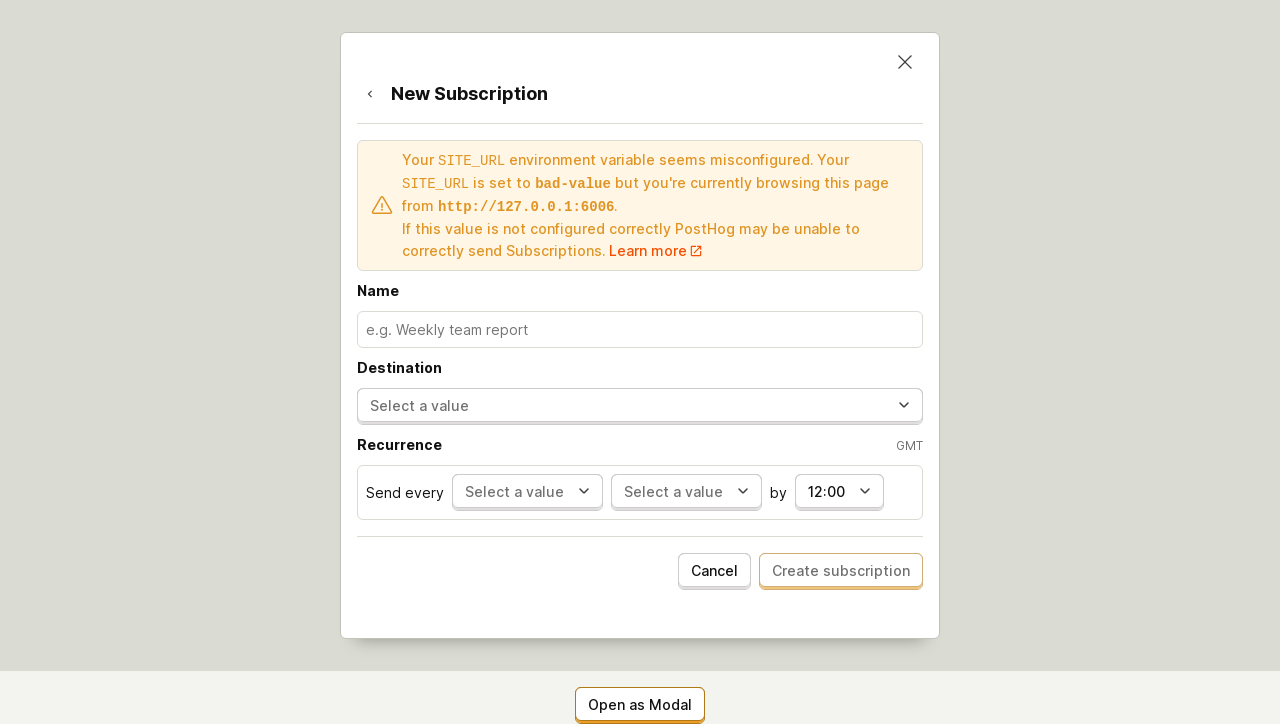 New Subscription
Your SITE_URL environment variable seems misconfigured. Your
SITE_URL is set to bad-value but you're currently browsing this page
from http://127.0.0.1:6006.
If this value is not configured correctly PostHog may be unable to
correctly send Subscriptions. Learn more
Name
e.g. Weekly team report
Destination
Select a value
Recurrence GMT
Send every Select a value Select a value by 12:00
Cancel Create subscription
Open as Modal